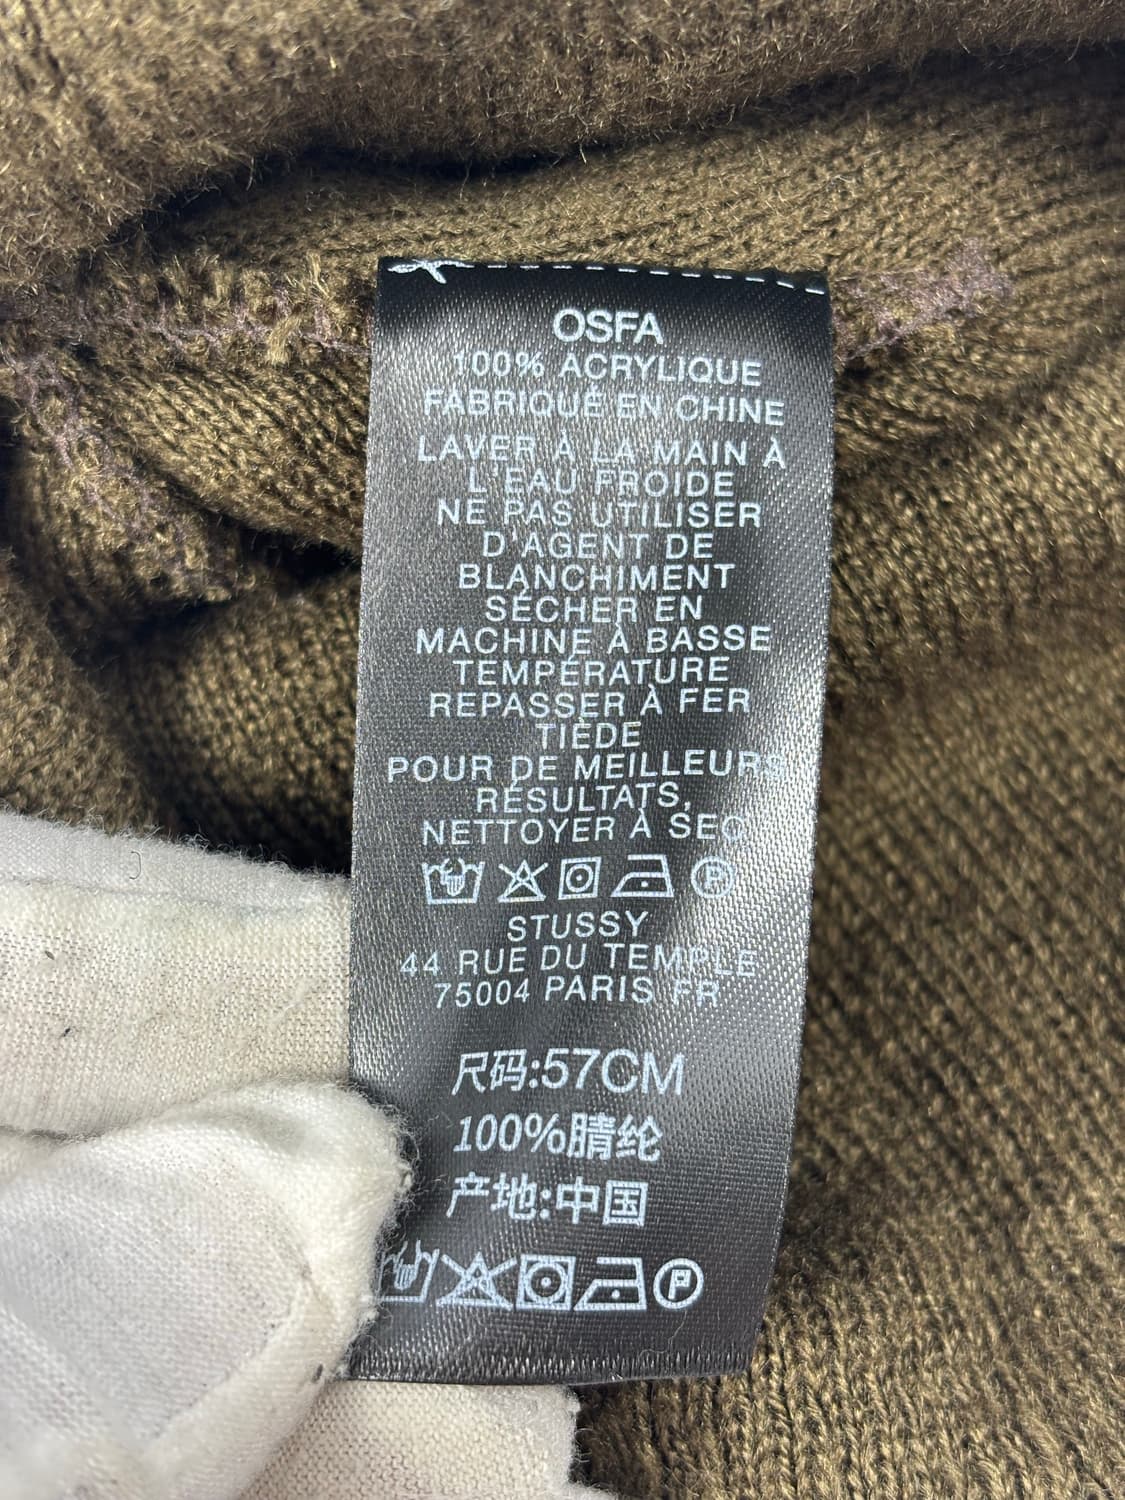 OSFA
100% ACRYLIQUE
FABRIQUÉ EN CHINE
LAVER À LA MAIN À
L'EAU FROIDE
NE PAS UTILISER
D'AGENT DE
BLANCHIMENT
SÉCHER EN
MACHINE À BASSE
TEMPÉRATURE
REPASSER À FER
TIÈDE
POUR DE MEILLEURS
RÉSULTATS,
NETTOYER À SEC
P
STUSSY
44 RUE DU TEMPLE
75004 PARIS FR
尺码:57CM
100%腈纶
产地:中国
P